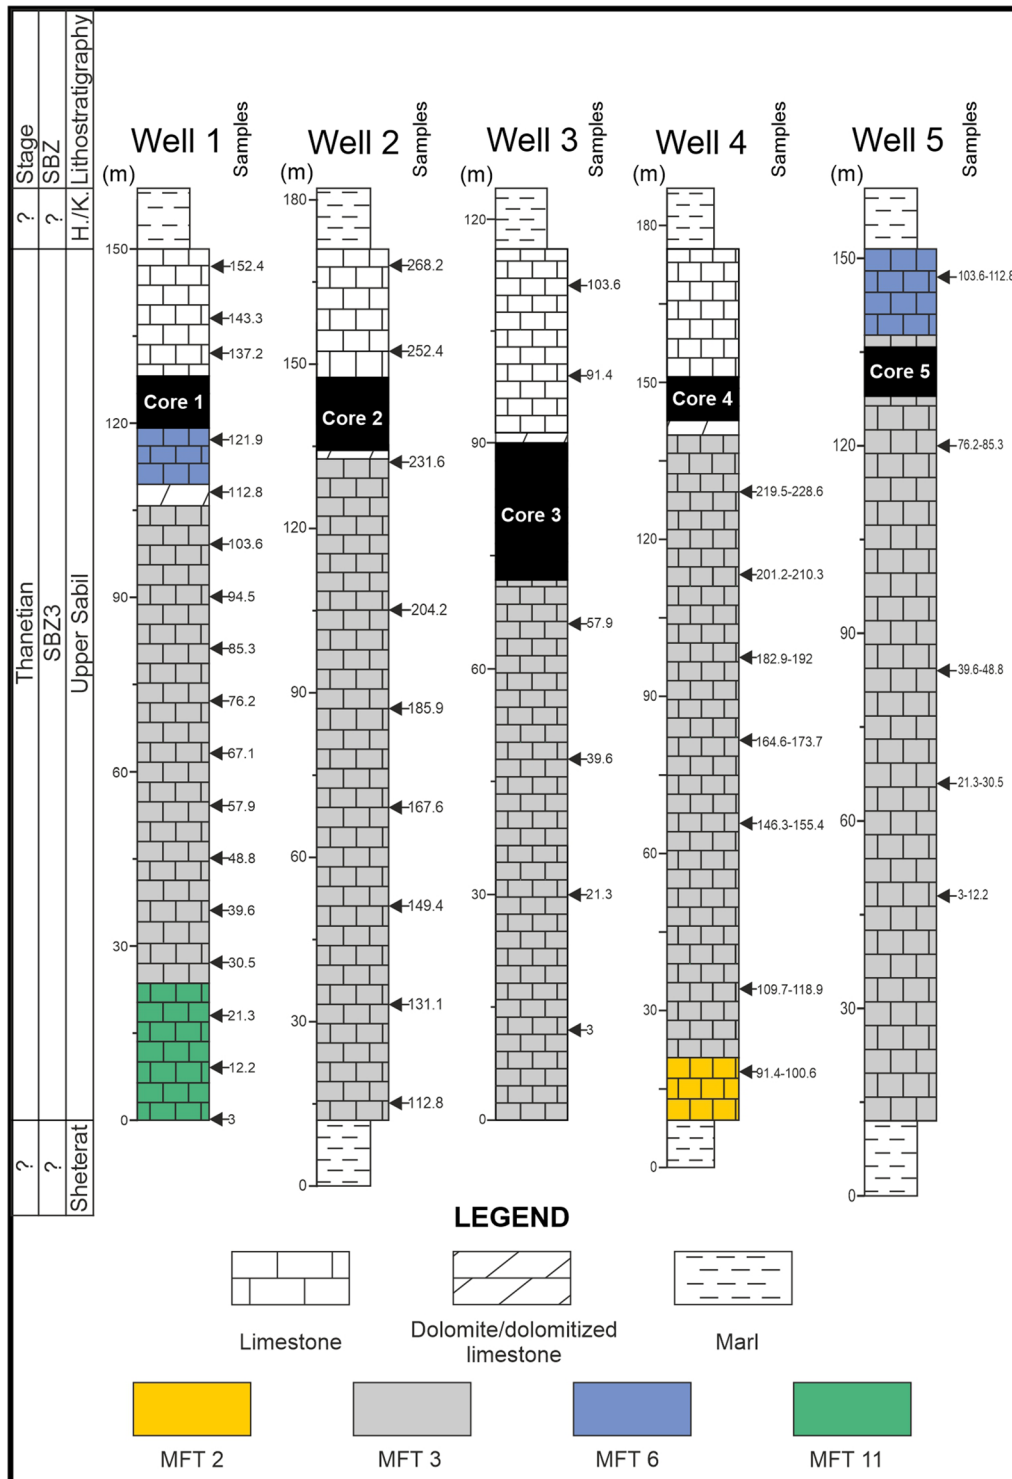 Stage
SBZ
Lithostratigraphy
?
?
H./K.
Thanetian
SBZ3
Upper Sabil
?
?
Sheterat
Well 1
Samples
(m)
150
120
90
60
30
0
152.4
143.3
137.2
Core 1
121.9
112.8
103.6
94.5
85.3
76.2
67.1
57.9
48.8
39.6
30.5
21.3
12.2
3
Well 2
Samples
(m)
180
150
120
90
60
30
0
268.2
252.4
Core 2
231.6
204.2
185.9
167.6
149.4
131.1
112.8
Well 3
Samples
(m)
120
90
60
30
0
103.6
91.4
Core 3
57.9
39.6
21.3
3
Well 4
Samples
(m)
180
150
120
90
60
30
0
Core 4
219.5-228.6
201.2-210.3
182.9-192
164.6-173.7
146.3-155.4
109.7-118.9
91.4-100.6
Well 5
Samples
(m)
150
120
90
60
30
0
103.6-112.8
Core 5
76.2-85.3
39.6-48.8
21.3-30.5
3-12.2
LEGEND
Limestone
Dolomite/dolomitized
limestone
Marl
MFT 2
MFT 3
MFT 6
MFT 11